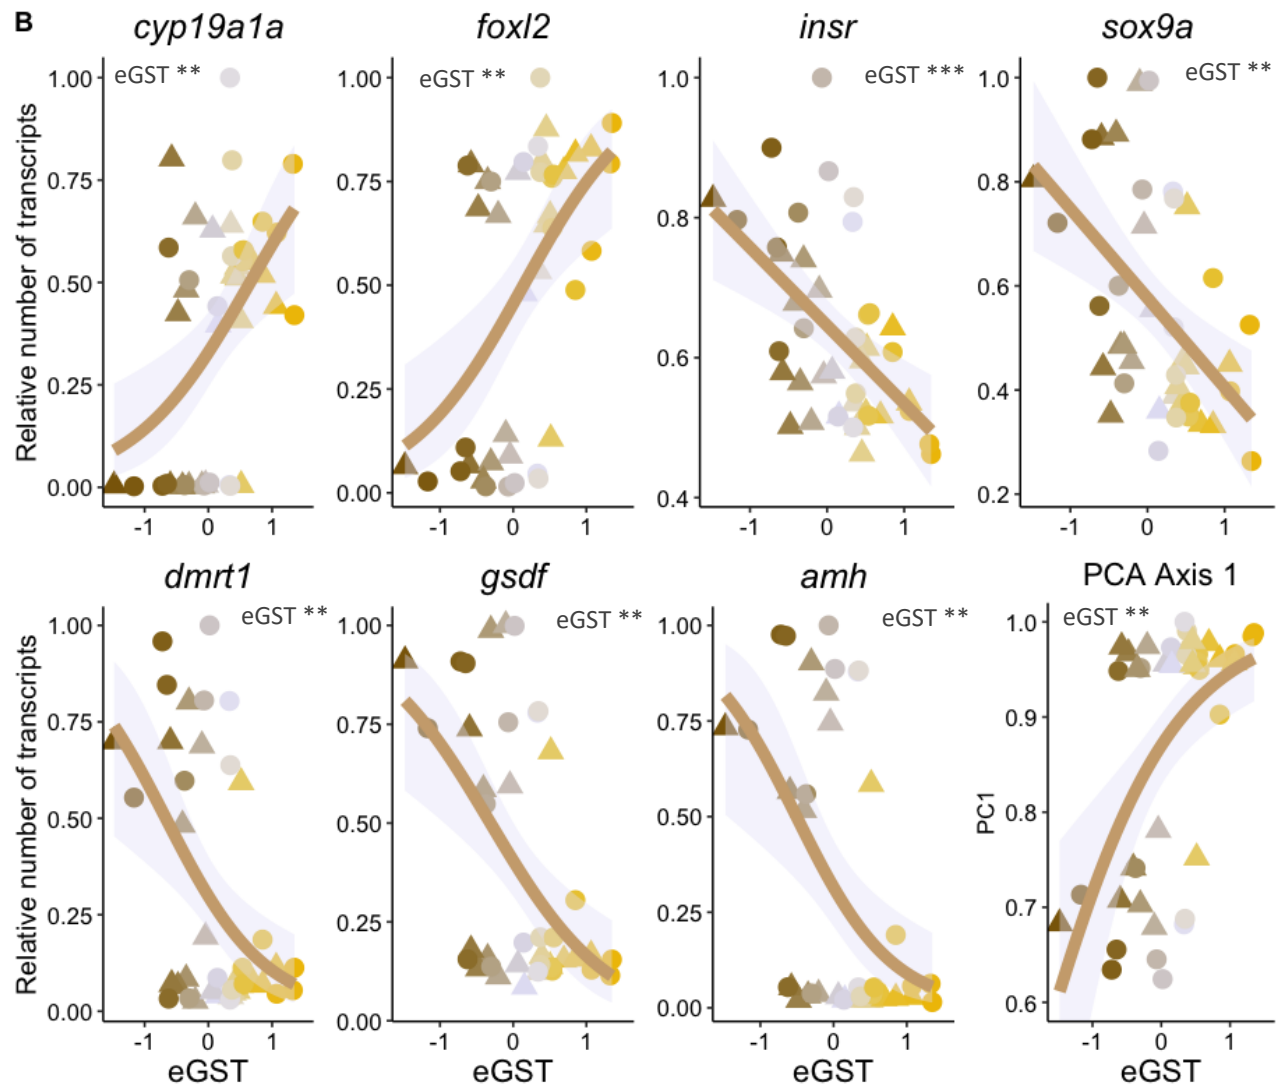 B
cyp19a1a foxl2 insr sox9a
eGST ** eGST ** eGST *** eGST **
Relative number of transcripts
1.00 0.75 0.50 0.25 0.00
1.00 0.75 0.50 0.25 0.00
1.0 0.8 0.6 0.4
1.0 0.8 0.6 0.4 0.2
-1 0 1 -1 0 1 -1 0 1 -1 0 1
dmrt1 gsdf amh PCA Axis 1
eGST ** eGST ** eGST ** eGST **
Relative number of transcripts
1.00 0.75 0.50 0.25 0.00
1.00 0.75 0.50 0.25 0.00
1.00 0.75 0.50 0.25 0.00
PC1
1.0 0.9 0.8 0.7 0.6
-1 0 1 -1 0 1 -1 0 1 -1 0 1
eGST eGST eGST eGST